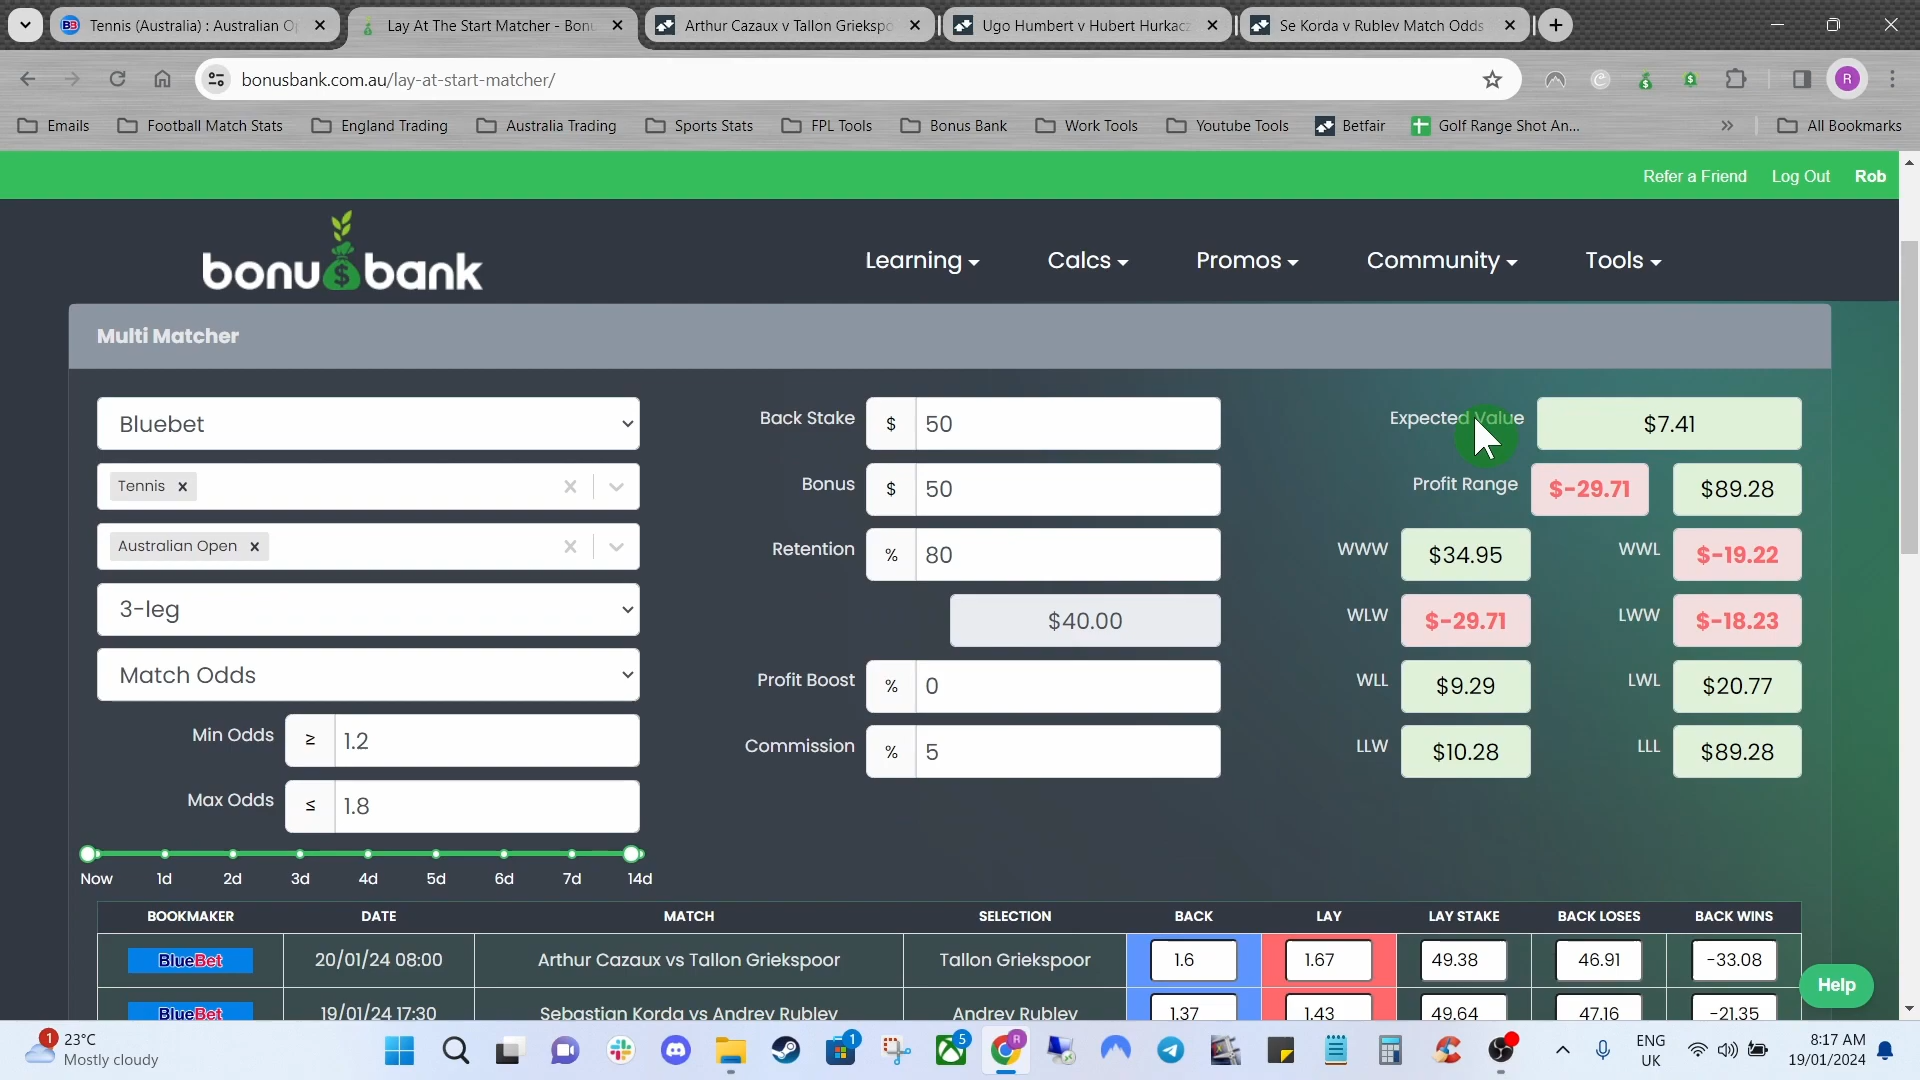 Tennis (Australia) : Australian O
Lay At The Start Matcher - Bonu
Arthur Cazaux v Tallon Griekspo
Ugo Humbert v Hubert Hurkacz
Se Korda v Rublev Match Odds
bonusbank.com.au/lay-at-start-matcher/
R
Emails
Football Match Stats
England Trading
Australia Trading
Sports Stats
FPL Tools
Bonus Bank
Work Tools
Youtube Tools
Betfair
Golf Range Shot An...
All Bookmarks
Refer a Friend
Log Out
Rob
bonu$bank
Learning
Calcs
Promos
Community
Tools
Multi Matcher
Bluebet
Tennis
Australian Open
3-leg
Match Odds
Min Odds ≥ 1.2
Max Odds ≤ 1.8
Now 1d 2d 3d 4d 5d 6d 7d 14d
Back Stake $ 50
Bonus $ 50
Retention % 80
$40.00
Profit Boost % 0
Commission % 5
Expected Value $7.41
Profit Range $-29.71 $89.28
WWW $34.95 WWL $-19.22
WLW $-29.71 LWW $-18.23
WLL $9.29 LWL $20.77
LLW $10.28 LLL $89.28
BOOKMAKER DATE MATCH SELECTION BACK LAY LAY STAKE BACK LOSES BACK WINS
BlueBet 20/01/24 08:00 Arthur Cazaux vs Tallon Griekspoor Tallon Griekspoor 1.6 1.67 49.38 46.91 -33.08
BlueBet 19/01/24 17:30 Sebastian Korda vs Andrey Rublev Andrey Rublev 1.37 1.43 49.64 47.16 -21.35
Help
1
23°C
Mostly cloudy
1
5
R
ENG
UK
8:17 AM
19/01/2024